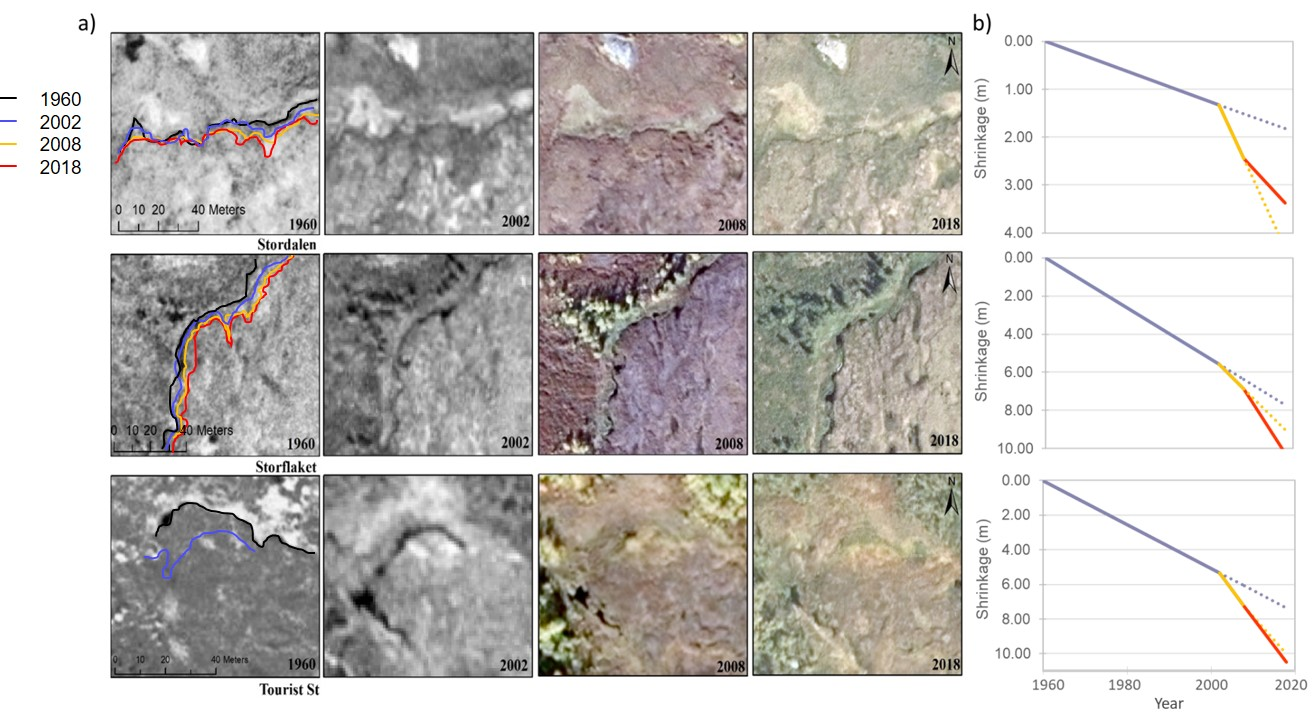 a)
b)
1960
2002
2008
2018
0 10 20 40 Meters
1960
2002
2008
N
2018
Stordalen
0 10 20 40 Meters
1960
2002
2008
N
2018
Storflaket
0 10 20 40 Meters
1960
2002
2008
N
2018
Tourist St
0.00
1.00
2.00
3.00
4.00
Shrinkage (m)
0.00
2.00
4.00
6.00
8.00
10.00
Shrinkage (m)
0.00
2.00
4.00
6.00
8.00
10.00
Shrinkage (m)
1960 1980 2000 2020
Year